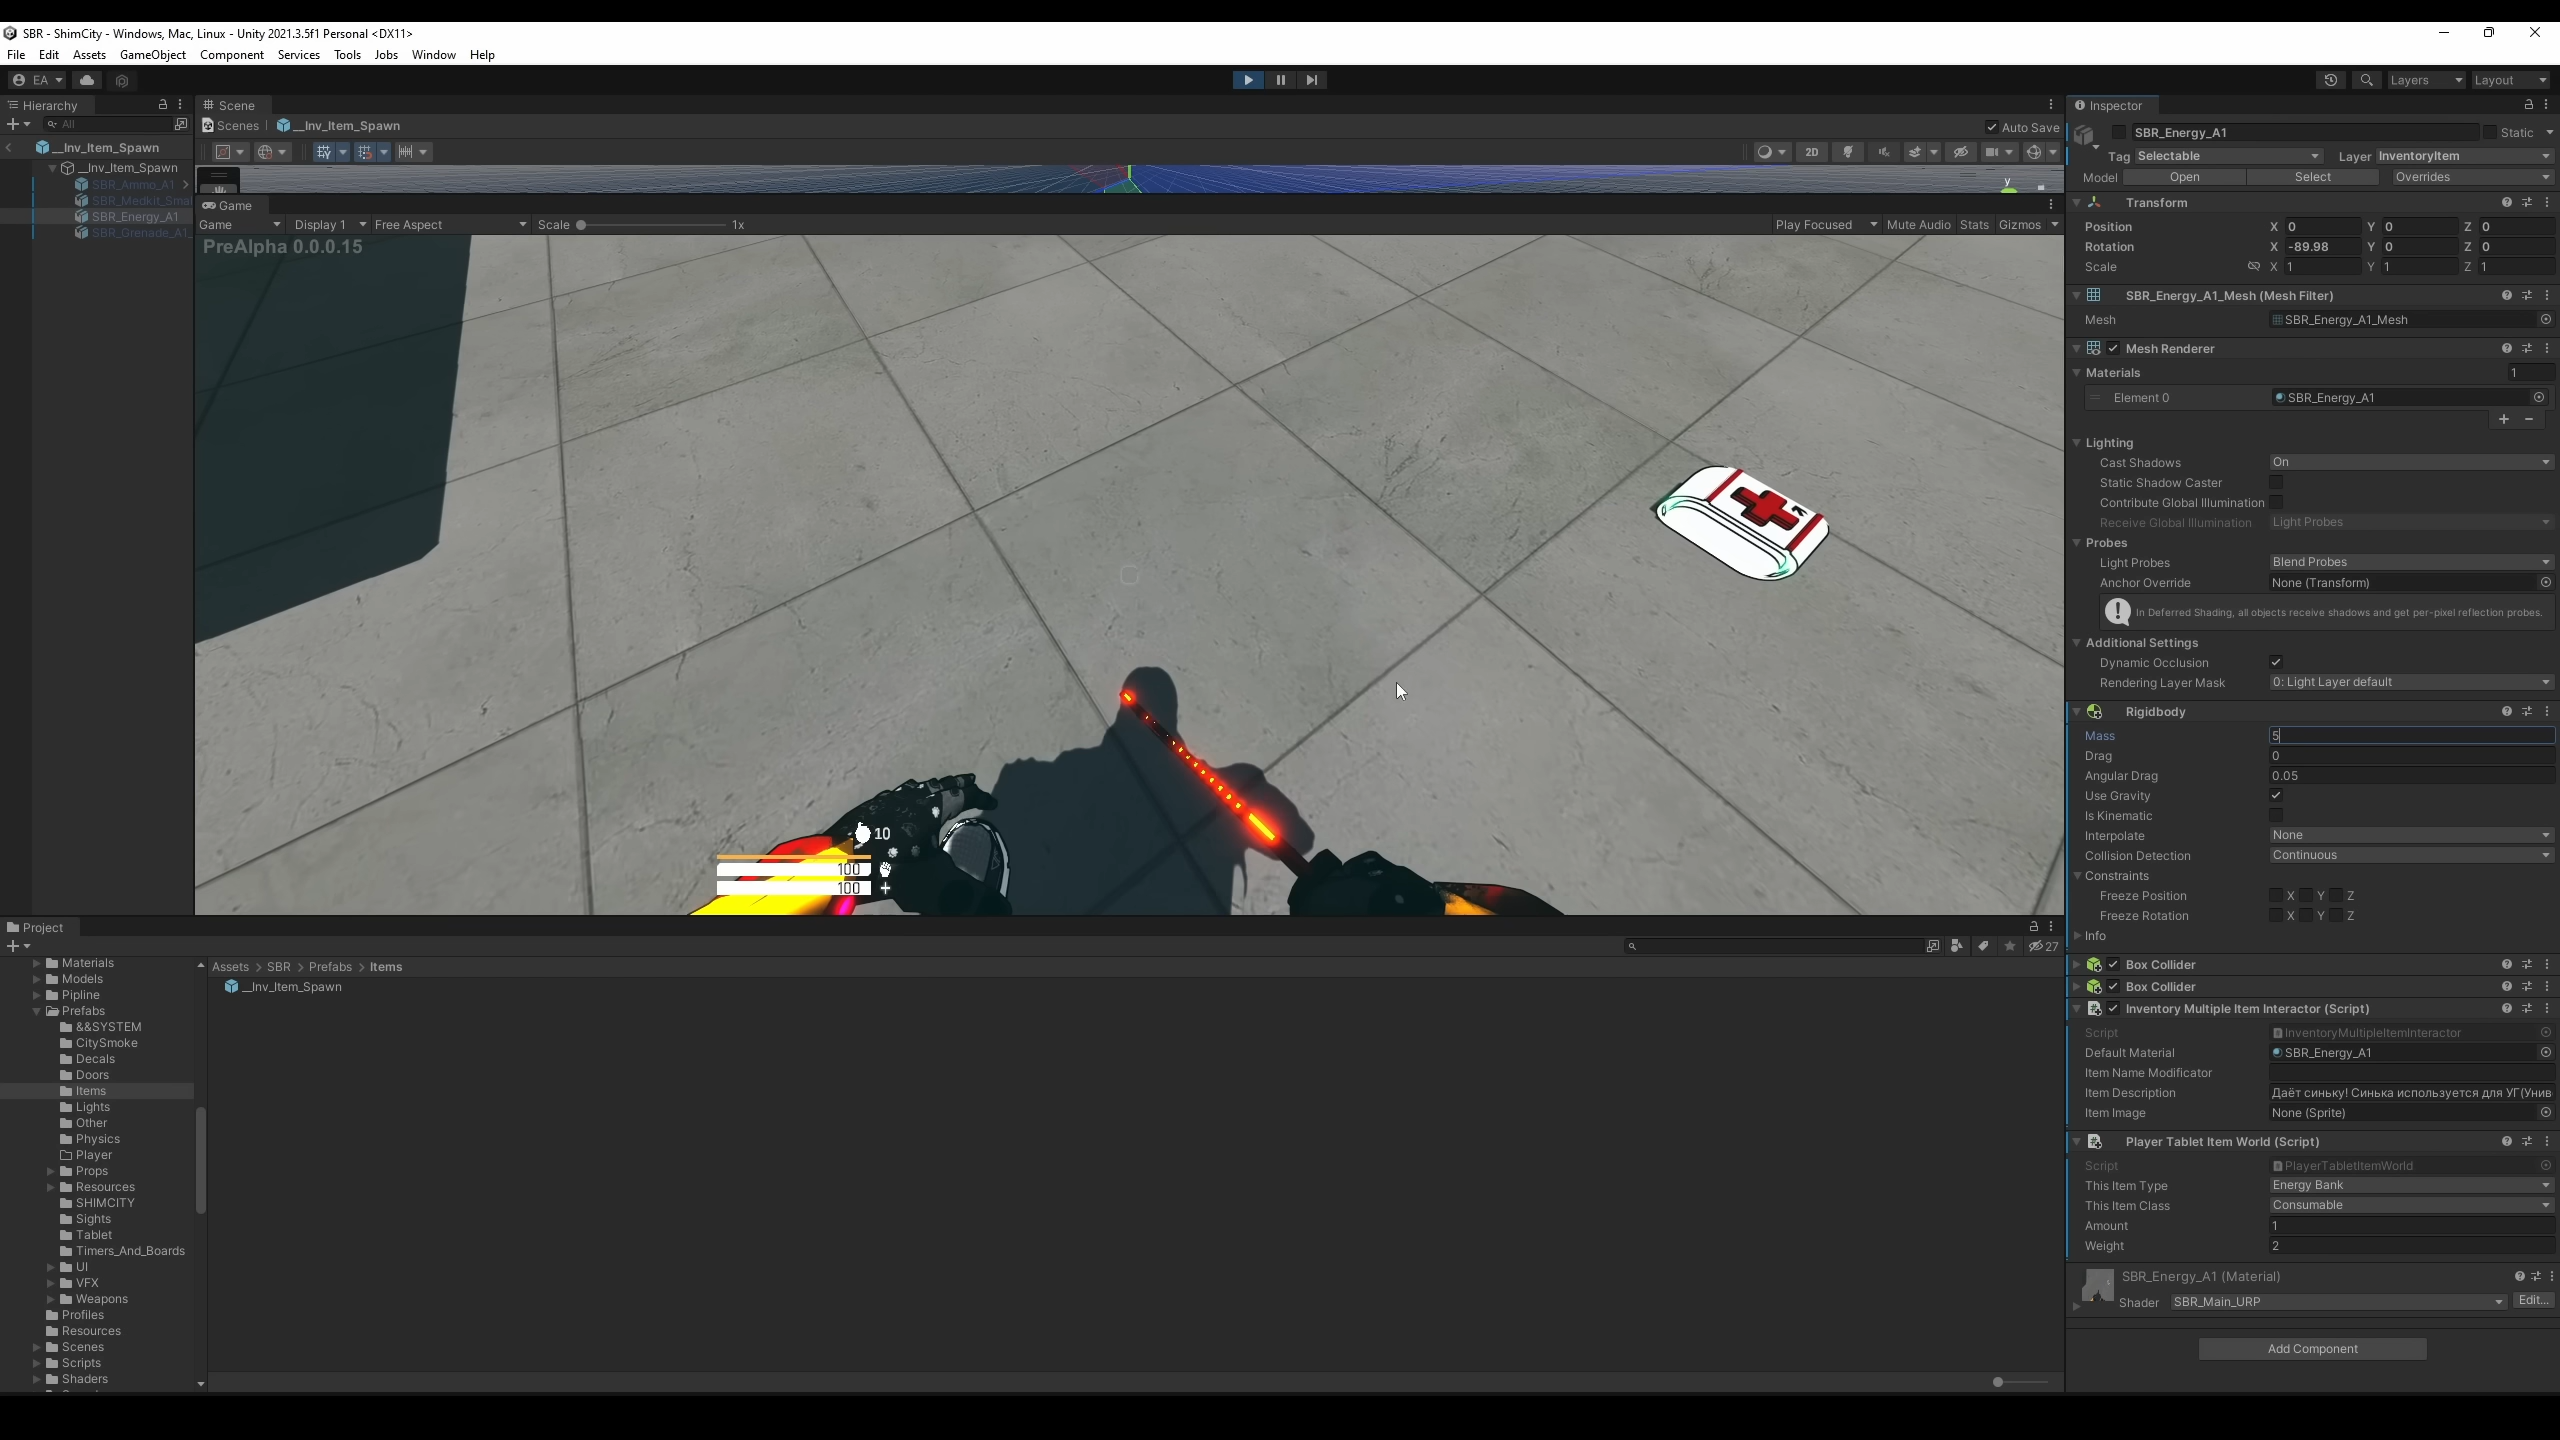 SBR - ShimCity - Windows, Mac, Linux - Unity 2021.3.5f1 Personal <DX11>
File Edit Assets GameObject Component Services Tools Jobs Window Help
EA Layers Layout
Hierarchy
All
__Inv_Item_Spawn
__Inv_Item_Spawn
SBR_Ammo_A1
SBR_Medkit_Smal
SBR_Energy_A1
SBR_Grenade_A1_
Scene
Scenes __Inv_Item_Spawn Auto Save
2D
y
Game
Game Display 1 Free Aspect Scale 1x Play Focused Mute Audio Stats Gizmos
PreAlpha 0.0.0.15
10
100
100
Project
27
Materials
Models
Pipline
Prefabs
&&SYSTEM
CitySmoke
Decals
Doors
Items
Lights
Other
Physics
Player
Props
Resources
SHIMCITY
Sights
Tablet
Timers_And_Boards
UI
VFX
Weapons
Profiles
Resources
Scenes
Scripts
Shaders
Assets > SBR > Prefabs > Items
__Inv_Item_Spawn
Inspector
SBR_Energy_A1 Static
Tag Selectable Layer InventoryItem
Model Open Select Overrides
Transform
Position X 0 Y 0 Z 0
Rotation X -89.98 Y 0 Z 0
Scale X 1 Y 1 Z 1
SBR_Energy_A1_Mesh (Mesh Filter)
Mesh SBR_Energy_A1_Mesh
Mesh Renderer
Materials 1
Element 0 SBR_Energy_A1
Lighting
Cast Shadows On
Static Shadow Caster
Contribute Global Illumination
Receive Global Illumination Light Probes
Probes
Light Probes Blend Probes
Anchor Override None (Transform)
In Deferred Shading, all objects receive shadows and get per-pixel reflection probes.
Additional Settings
Dynamic Occlusion
Rendering Layer Mask 0: Light Layer default
Rigidbody
Mass 5
Drag 0
Angular Drag 0.05
Use Gravity
Is Kinematic
Interpolate None
Collision Detection Continuous
Constraints
Freeze Position X Y Z
Freeze Rotation X Y Z
Info
Box Collider
Box Collider
Inventory Multiple Item Interactor (Script)
Script InventoryMultipleItemInteractor
Default Material SBR_Energy_A1
Item Name Modificator
Item Description Даёт синьку! Синька используется для УГ(Унив
Item Image None (Sprite)
Player Tablet Item World (Script)
Script PlayerTabletItemWorld
This Item Type Energy Bank
This Item Class Consumable
Amount 1
Weight 2
SBR_Energy_A1 (Material)
Shader SBR_Main_URP Edit...
Add Component